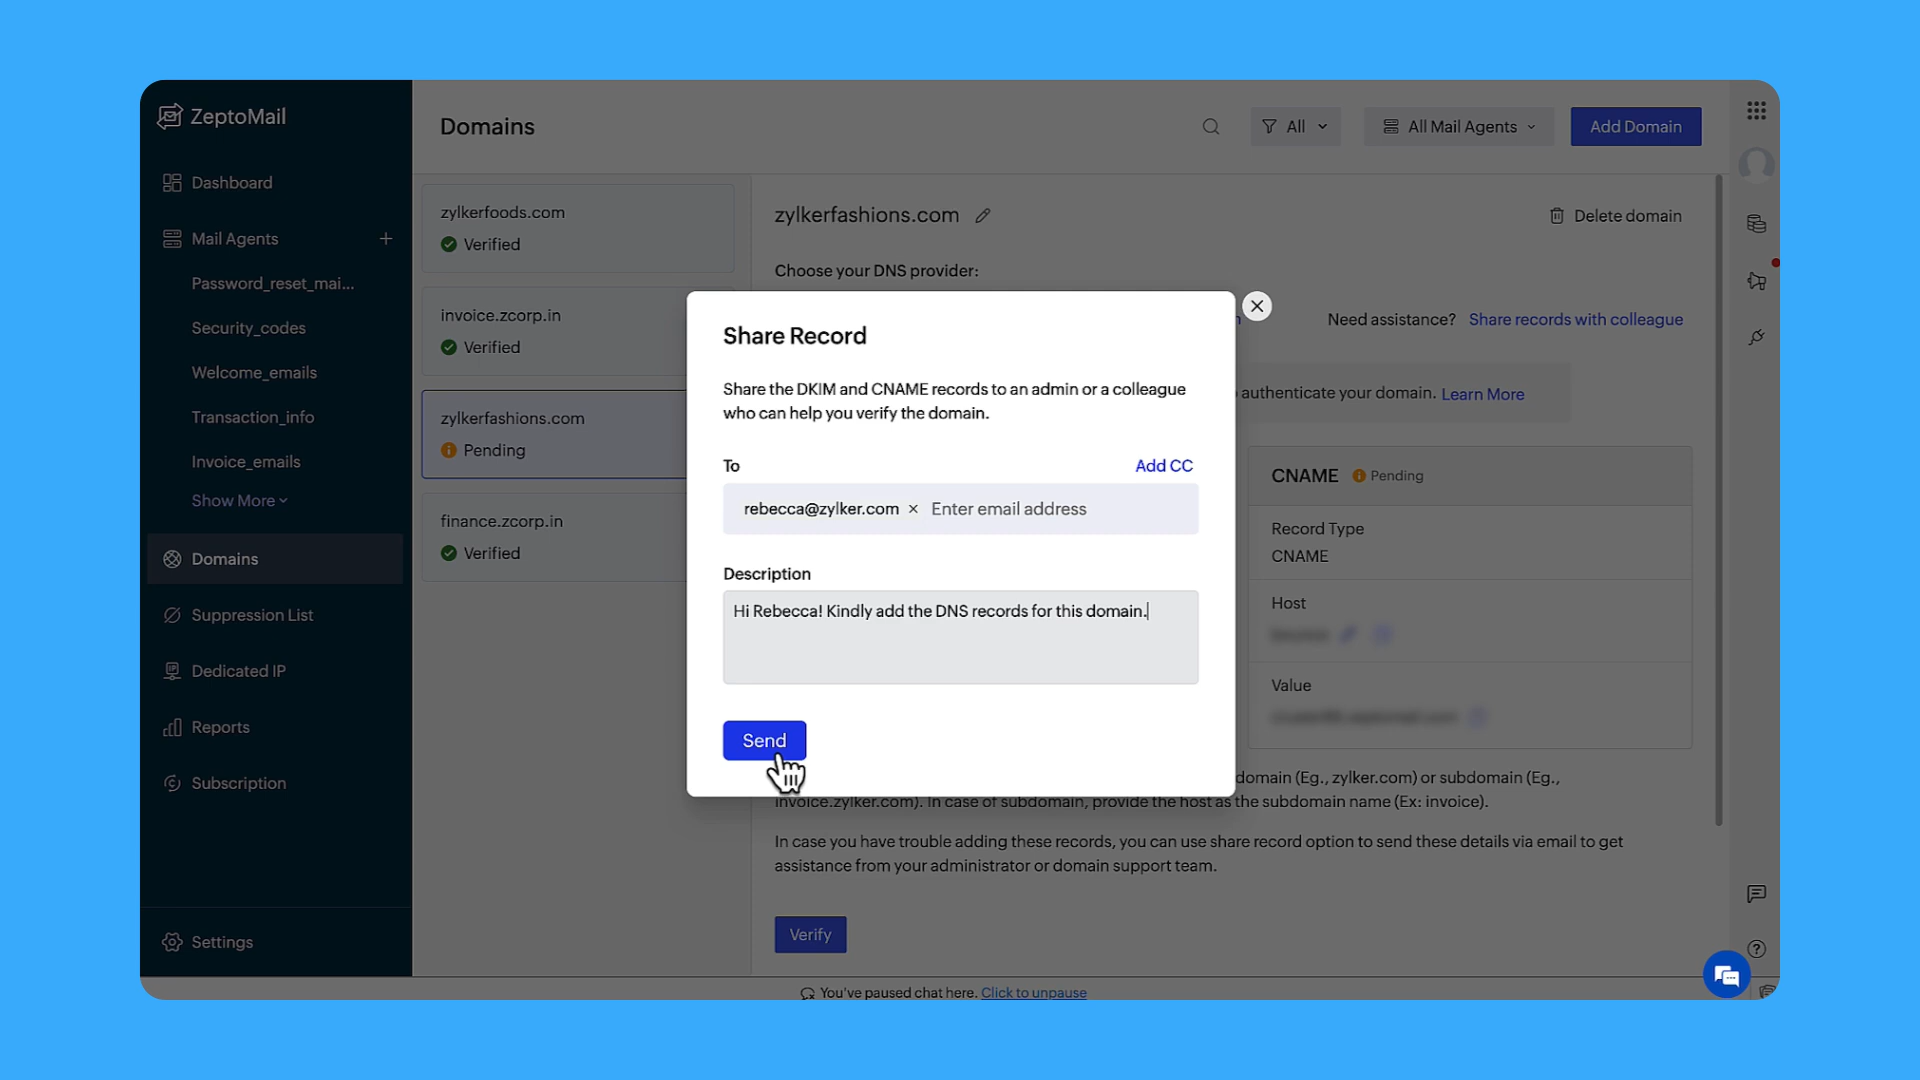 ZeptoMail
Dashboard
Mail Agents
Password_reset_mai...
Security_codes
Welcome_emails
Transaction_info
Invoice_emails
Show More
Domains
Suppression List
Dedicated IP
Reports
Subscription
Settings
Domains
All
All Mail Agents
Add Domain
zylkerfoods.com
Verified
invoice.zcorp.in
Verified
zylkerfashions.com
Pending
finance.zcorp.in
Verified
zylkerfashions.com
Delete domain
Choose your DNS provider:
Need assistance? Share records with colleague
authenticate your domain. Learn More
Share Record
Share the DKIM and CNAME records to an admin or a colleague
who can help you verify the domain.
To
Add CC
rebecca@zylker.com × Enter email address
Description
Hi Rebecca! Kindly add the DNS records for this domain.
Send
CNAME Pending
Record Type
CNAME
Host
Value
domain (Eg., zylker.com) or subdomain (Eg.,
invoice.zylker.com). In case of subdomain, provide the host as the subdomain name (Ex: invoice).
In case you have trouble adding these records, you can use share record option to send these details via email to get
assistance from your administrator or domain support team.
Verify
You've paused chat here. Click to unpause